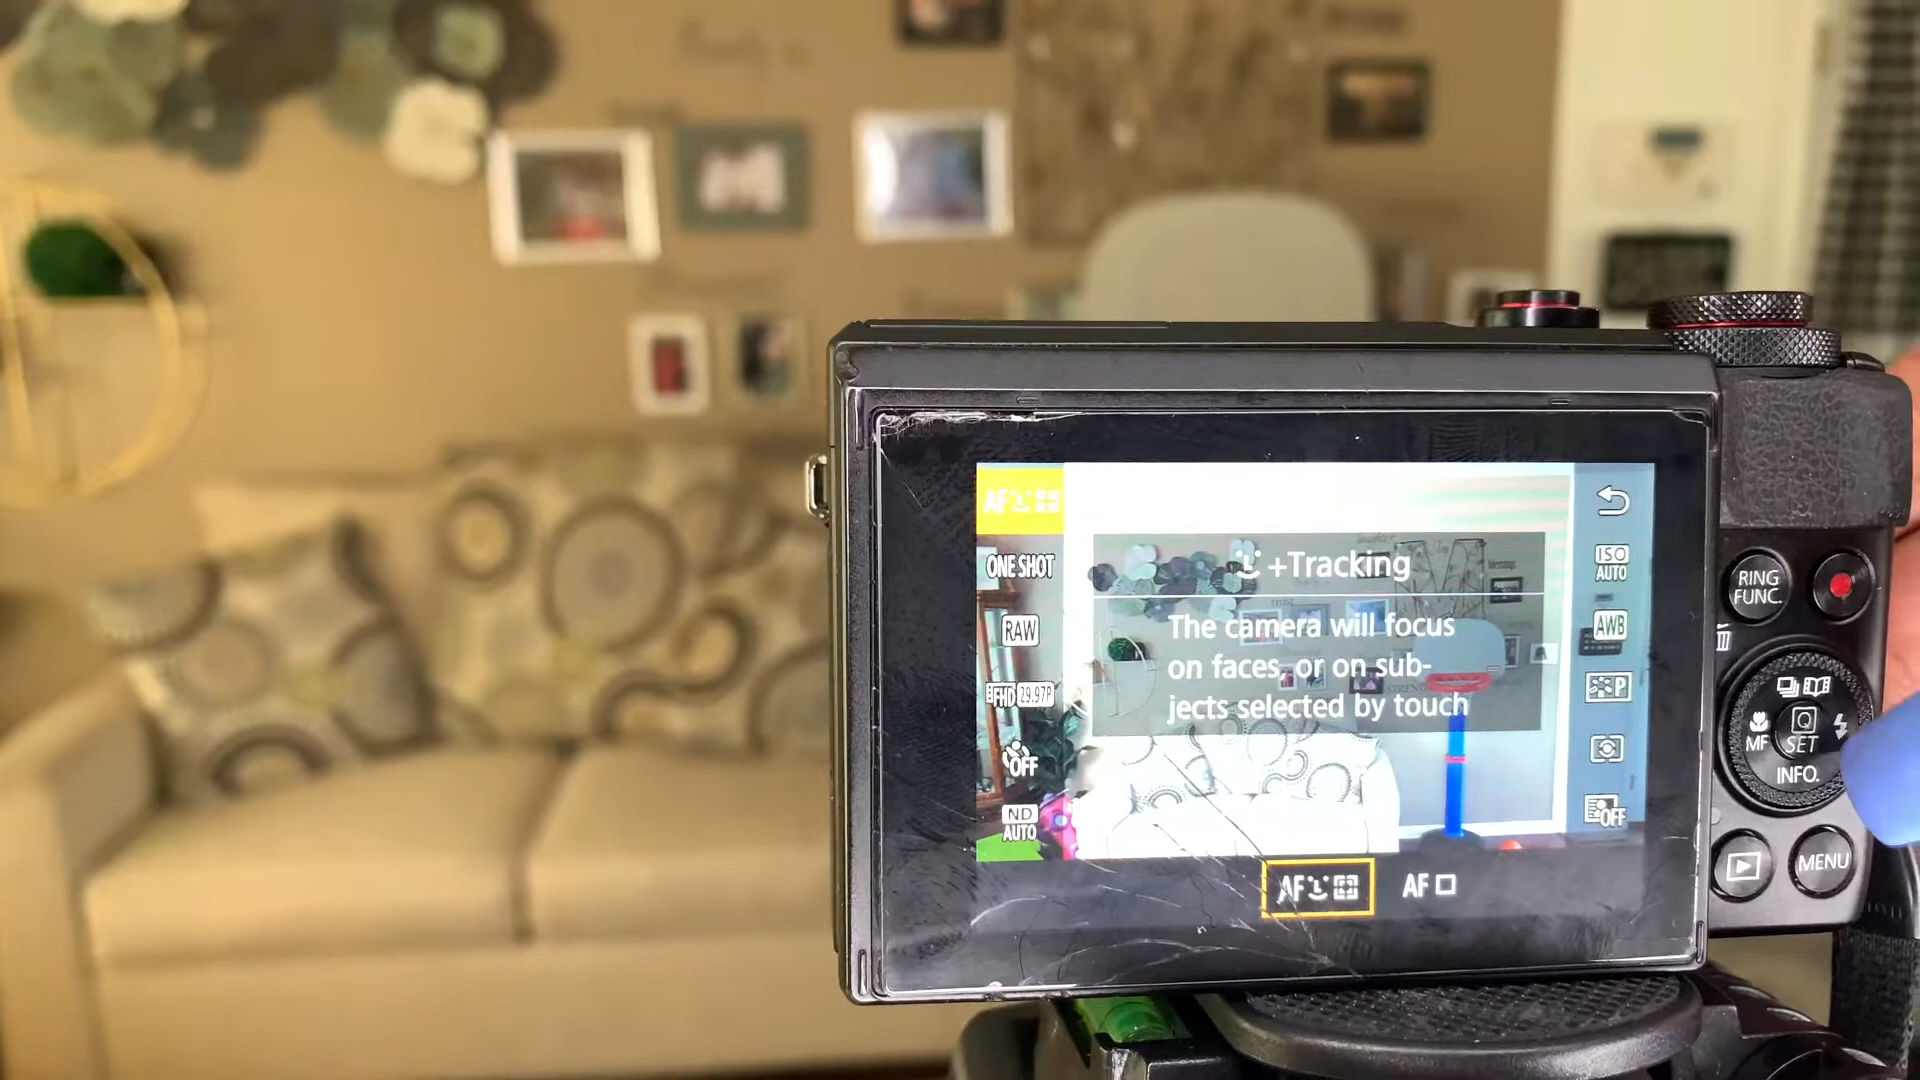 AF
ONE SHOT
RAW
FHD 29.97P
OFF
ND
AUTO
+Tracking
The camera will focus
on faces, or on sub-
jects selected by touch
AF
AF
ISO
AUTO
AWB
P
OFF
RING
FUNC.
MF
Q
SET
INFO.
MENU